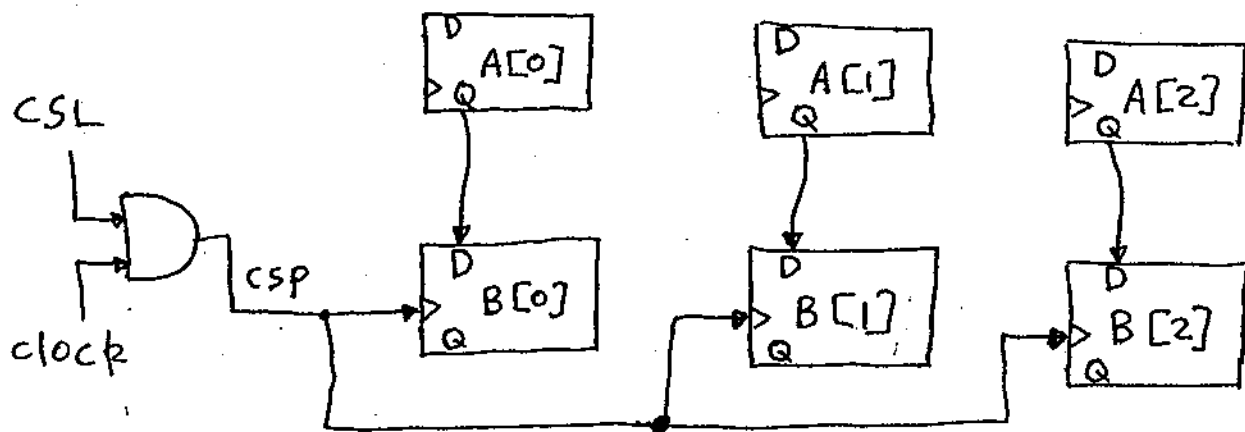 D
A[0]
Q
D
A[1]
Q
D
A[2]
Q
CSL
clock
csp
D
B[0]
Q
D
B[1]
Q
D
B[2]
Q